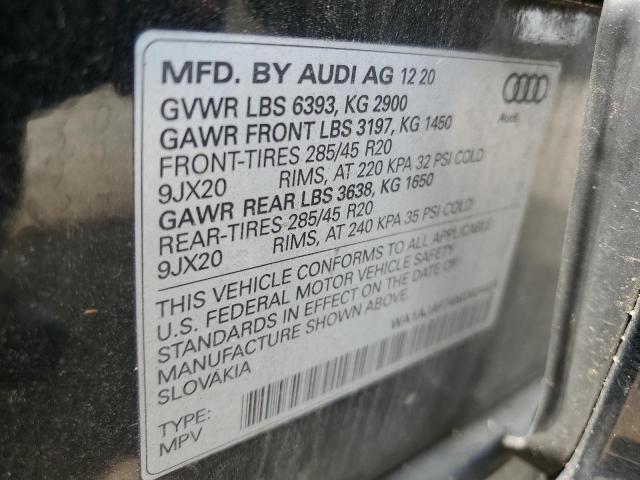 MFD. BY AUDI AG 12 20
GVWR LBS 6393, KG 2900
GAWR FRONT LBS 3197, KG 1450
FRONT-TIRES 285/45 R20
9JX20 RIMS, AT 220 KPA 32 PSI COLD
GAWR REAR LBS 3638, KG 1650
REAR-TIRES 285/45 R20
9JX20 RIMS, AT 240 KPA 35 PSI COLD
THIS VEHICLE CONFORMS TO ALL APPLICABLE
U.S. FEDERAL MOTOR VEHICLE SAFETY
STANDARDS IN EFFECT ON THE DATE OF
MANUFACTURE SHOWN ABOVE.
SLOVAKIA
TYPE:
MPV
Audi